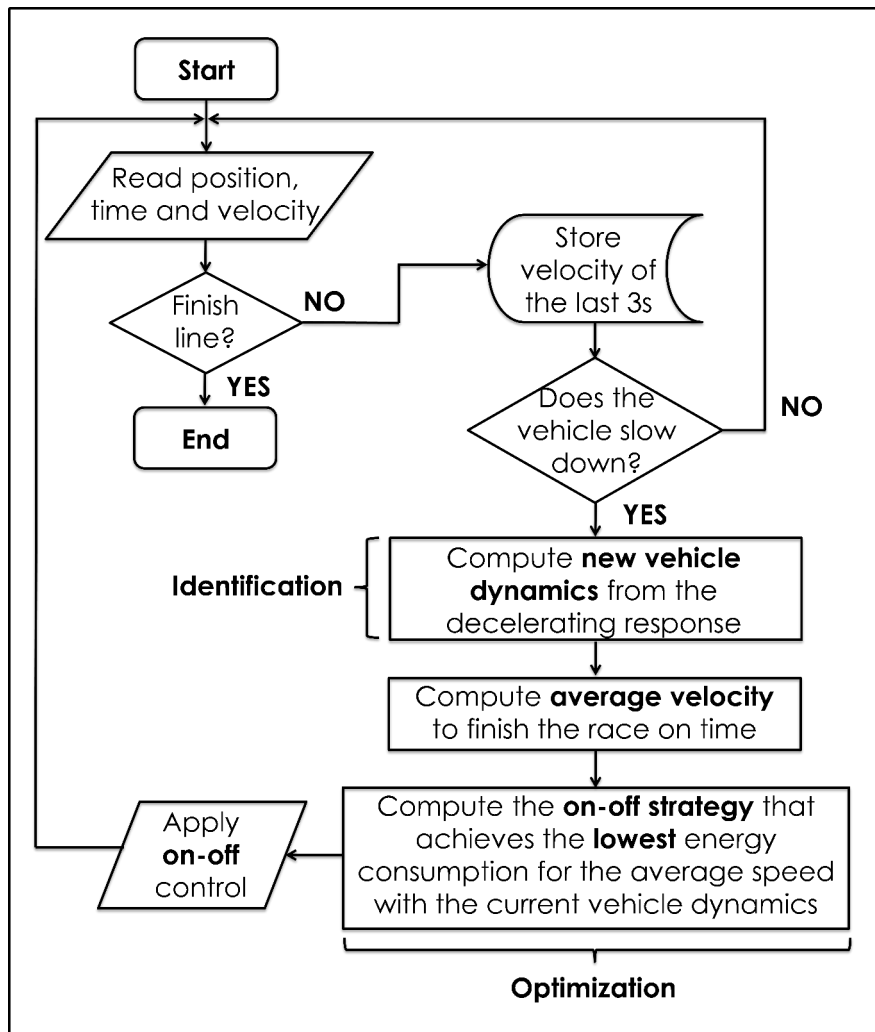 Start
Read position,
time and velocity
Finish
line?
NO
YES
End
Store
velocity of
the last 3s
Does the
vehicle slow
down?
NO
YES
Identification
Compute new vehicle
dynamics from the
decelerating response
Compute average velocity
to finish the race on time
Compute the on-off strategy that
achieves the lowest energy
consumption for the average speed
with the current vehicle dynamics
Optimization
Apply
on-off
control